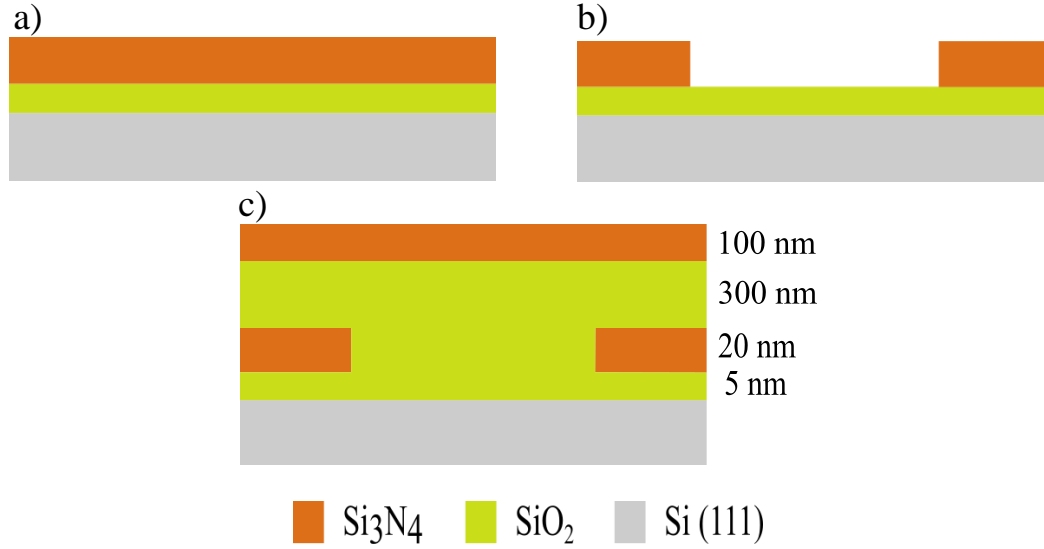 a)
b)
c)
100 nm
300 nm
20 nm
5 nm
Si3N4
SiO2
Si (111)